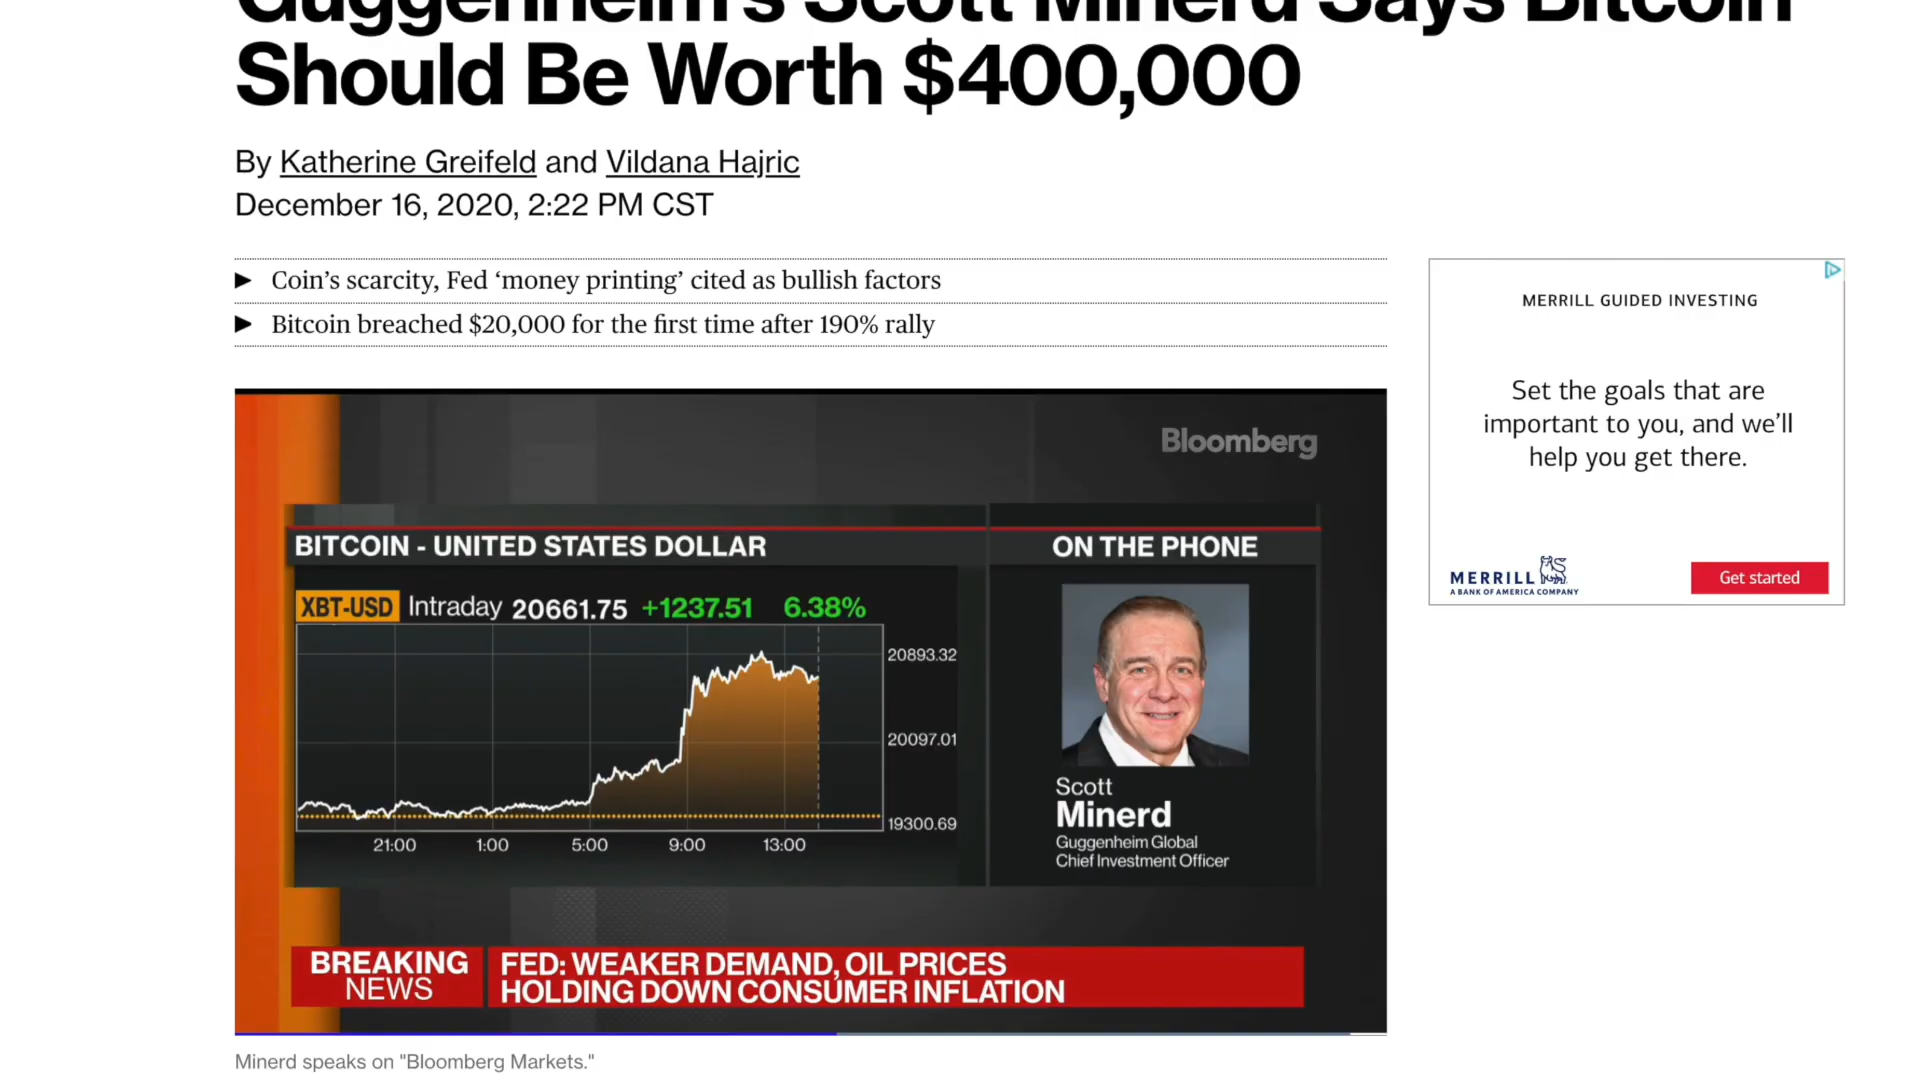 Guggenheim's Scott Minerd Says Bitcoin
Should Be Worth $400,000
By Katherine Greifeld and Vildana Hajric
December 16, 2020, 2:22 PM CST
► Coin's scarcity, Fed ‘money printing’ cited as bullish factors
► Bitcoin breached $20,000 for the first time after 190% rally
MERRILL GUIDED INVESTING
Set the goals that are
important to you, and we'll
help you get there.
MERRILL
A BANK OF AMERICA COMPANY
Get started
Bloomberg
BITCOIN - UNITED STATES DOLLAR
XBT-USD Intraday 20661.75 +1237.51 6.38%
20893.32
20097.01
19300.69
21:00 1:00 5:00 9:00 13:00
ON THE PHONE
Scott
Minerd
Guggenheim Global
Chief Investment Officer
BREAKING
NEWS
FED: WEAKER DEMAND, OIL PRICES
HOLDING DOWN CONSUMER INFLATION
Minerd speaks on "Bloomberg Markets."